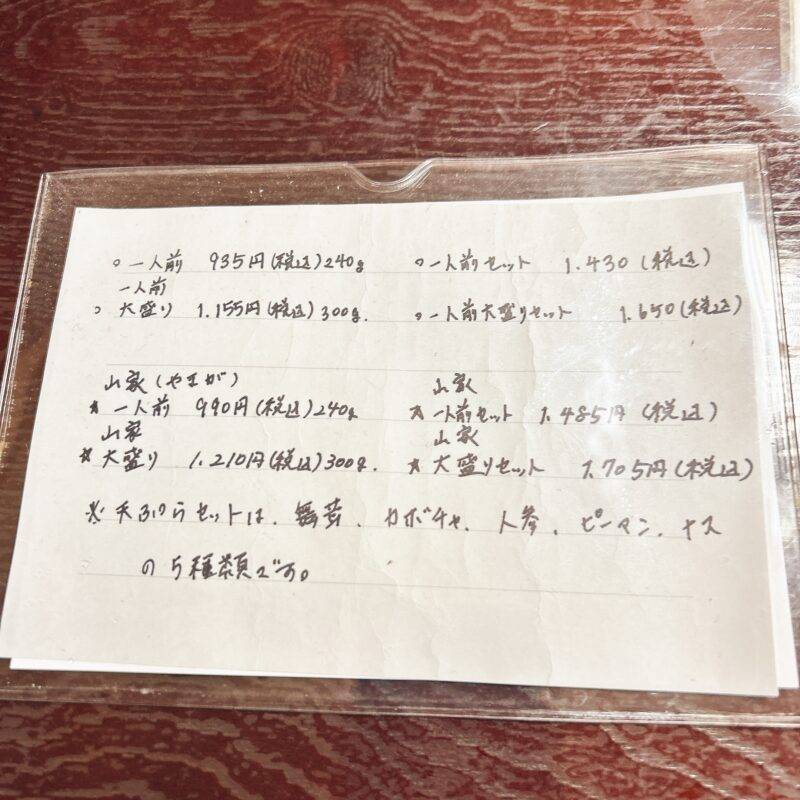 ○一人前 935円(税込)240g ○一人前セット 1.430(税込)
一人前
○大盛り 1.155円(税込)300g. ○一人前大盛りセット 1.650(税込)
山家(やまが) 山家
☆一人前 990円(税込)240g ☆一人前セット 1.485円(税込)
山家 山家
☆大盛り 1.210円(税込)300g. ☆大盛りセット 1.705円(税込)
※天ぷらセットは、舞茸、カボチャ、人参、ピーマン、ナス
の5種類です。